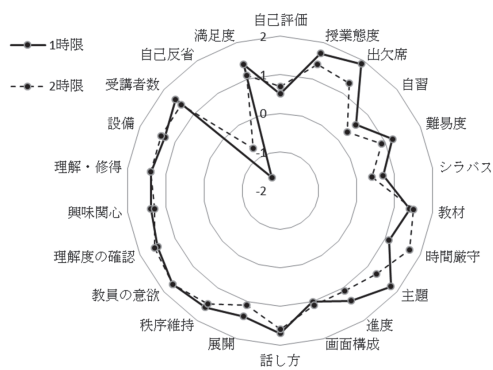 1時限
2時限
自己評価
授業態度
出欠席
自習
難易度
シラバス
教材
時間厳守
主題
進度
画面構成
話し方
展開
秩序維持
教員の意欲
理解度の確認
興味関心
理解・修得
設備
受講者数
自己反省
満足度
2
1
0
-1
-2